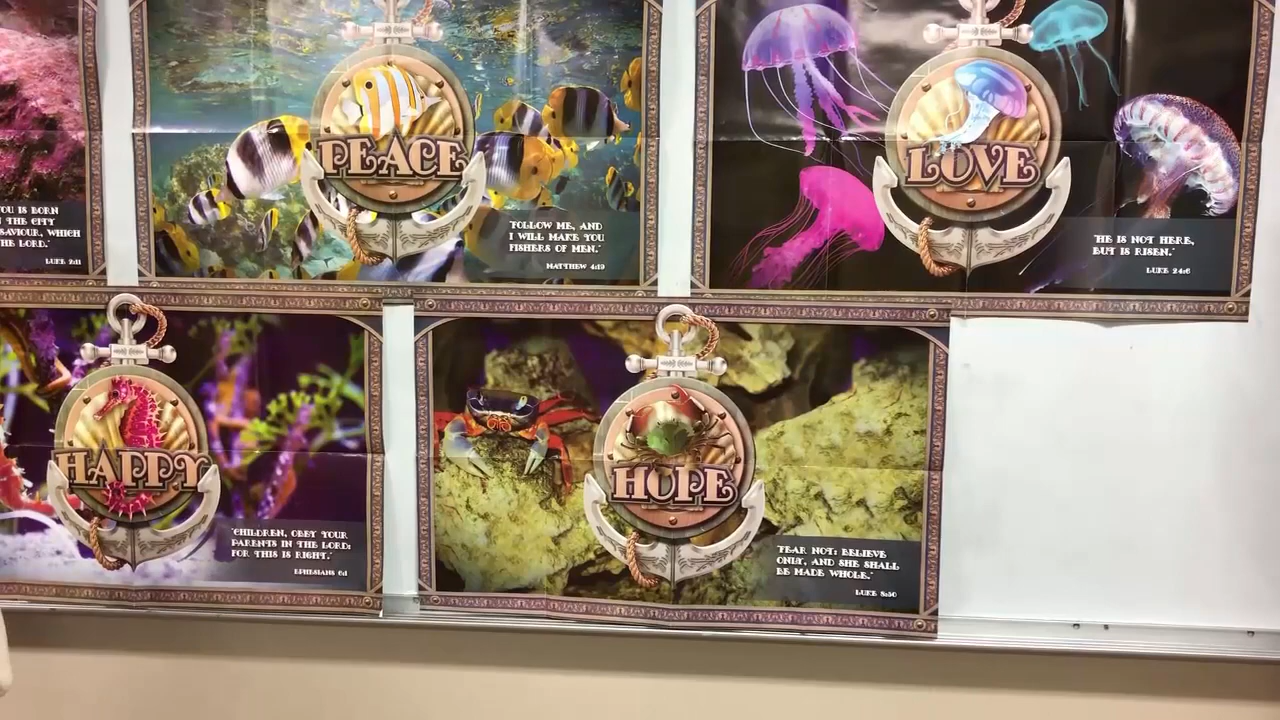 YOU IS BORN
THE CITY
SAVIOUR, WHICH
THE LORD."
LUKE 2:11
PEACE
"FOLLOW ME, AND
I WILL MAKE YOU
FISHERS OF MEN."
MATTHEW 4:19
LOVE
"HE IS NOT HERE,
BUT IS RISEN."
LUKE 24:6
HAPPY
"CHILDREN, OBEY YOUR
PARENTS IN THE LORD:
FOR THIS IS RIGHT."
EPHESIANS 6:1
HOPE
"FEAR NOT: BELIEVE
ONLY, AND SHE SHALL
BE MADE WHOLE."
LUKE 8:50